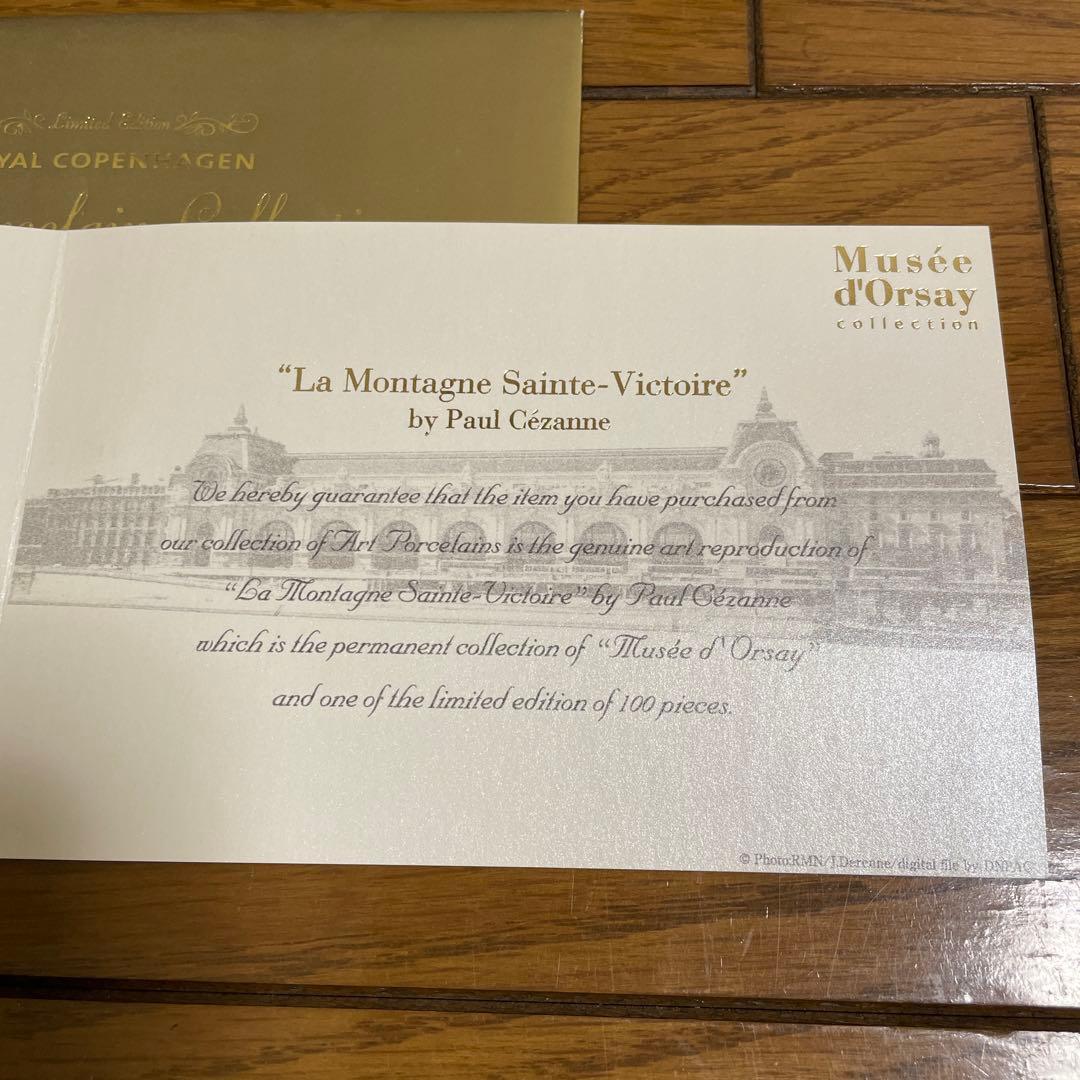 Limited Edition
YAL COPENHAGEN
Musée
d'Orsay
collection
“La Montagne Sainte-Victoire”
by Paul Cézanne
We hereby guarantee that the item you have purchased from
our collection of Art Porcelains is the genuine art reproduction of
“La Montagne Sainte-Victoire” by Paul Cézanne
which is the permanent collection of “Musée d'Orsay”
and one of the limited edition of 100 pieces.
© Photo:RMN/J.Derenne/digital file by DNPAC